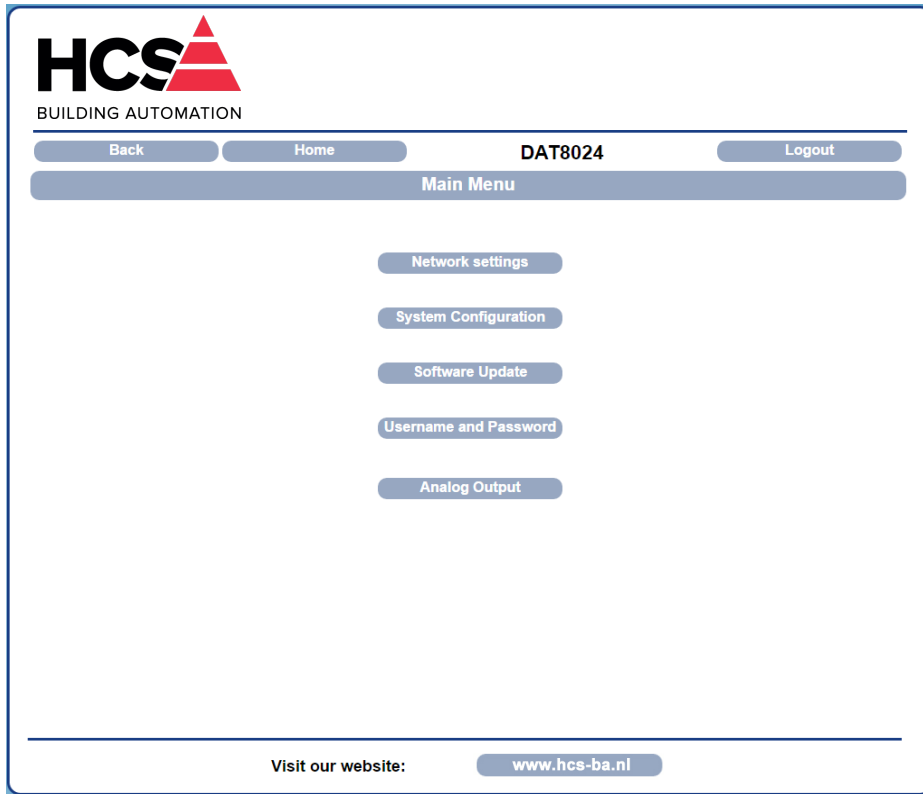 HCS
BUILDING AUTOMATION
Back Home DAT8024 Logout
Main Menu
Network settings
System Configuration
Software Update
Username and Password
Analog Output
Visit our website: www.hcs-ba.nl